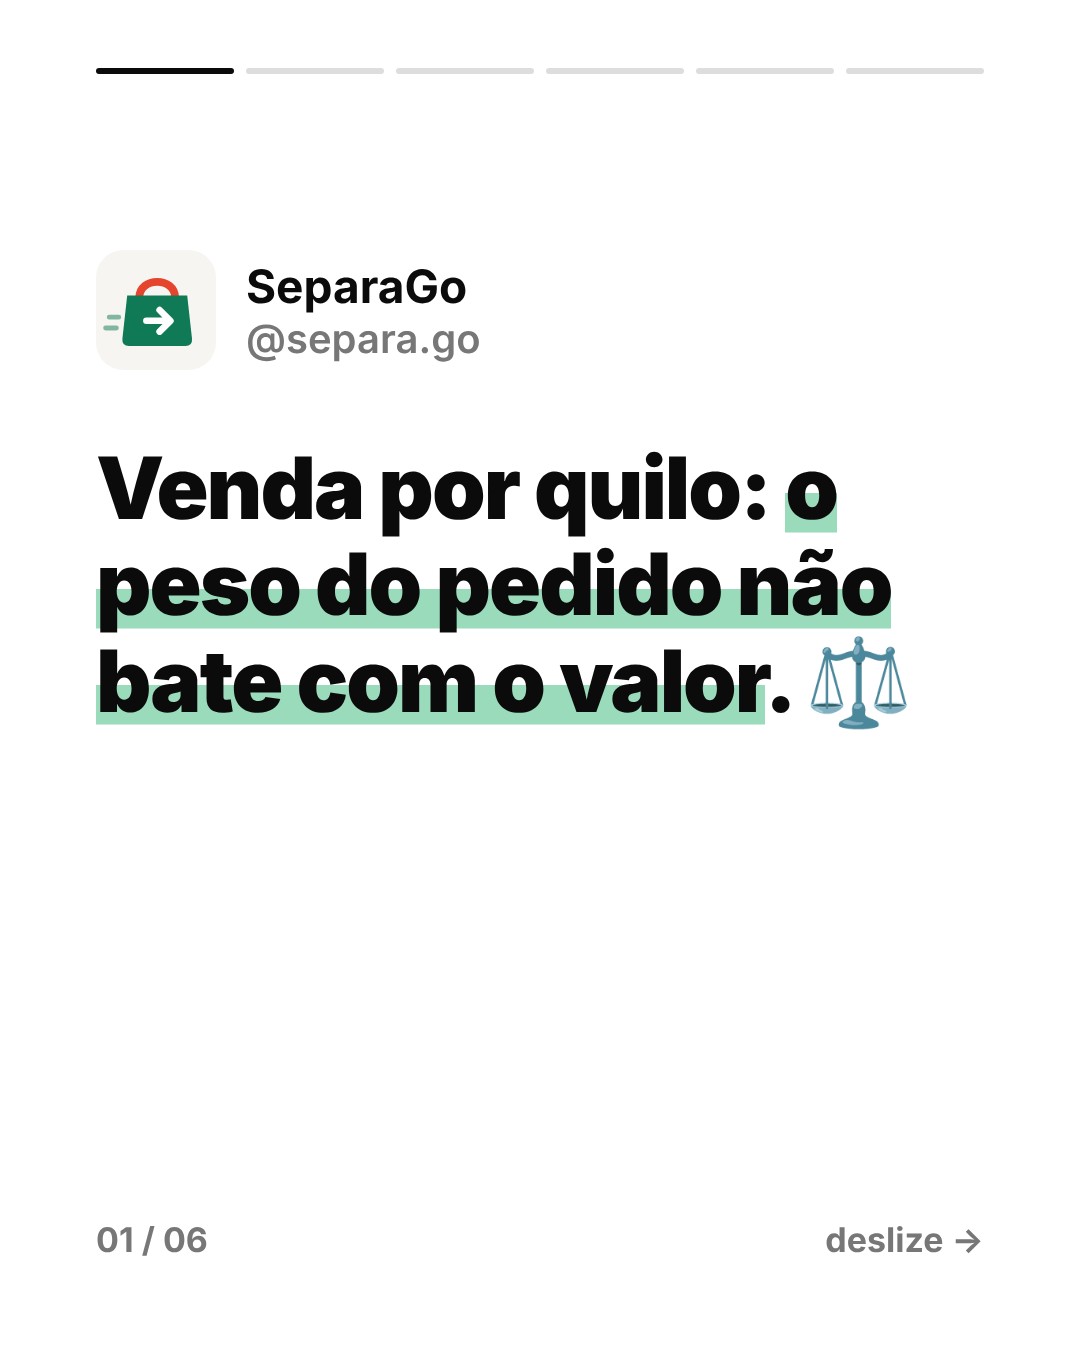 SeparaGo
@separa.go
Venda por quilo: o
peso do pedido não
bate com o valor. ⚖️
01 / 06
deslize →